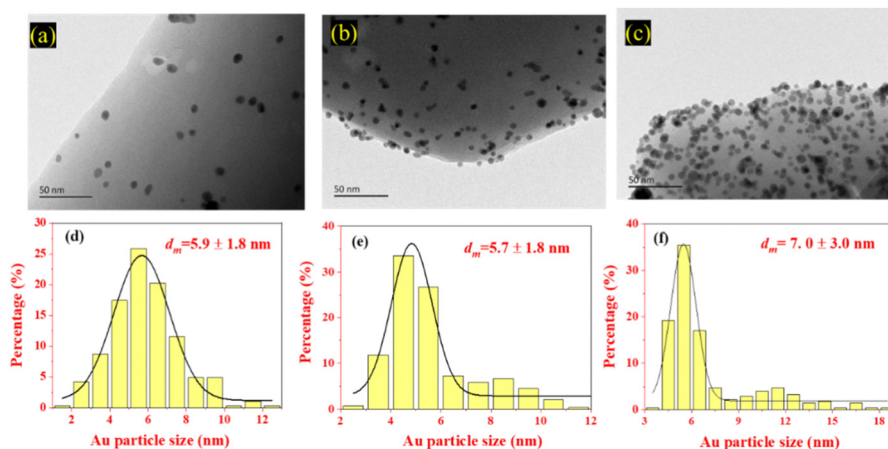 (a)
50 nm
(b)
50 nm
(c)
50 nm
(d)
dm=5.9 ± 1.8 nm
Percentage (%)
30
25
20
15
10
5
0
2 4 6 8 10 12
Au particle size (nm)
(e)
dm=5.7 ± 1.8 nm
Percentage (%)
40
30
20
10
0
2 4 6 8 10 12
Au particle size (nm)
(f)
dm= 7. 0 ± 3.0 nm
Percentage (%)
40
30
20
10
0
3 6 9 12 15 18
Au particle size (nm)